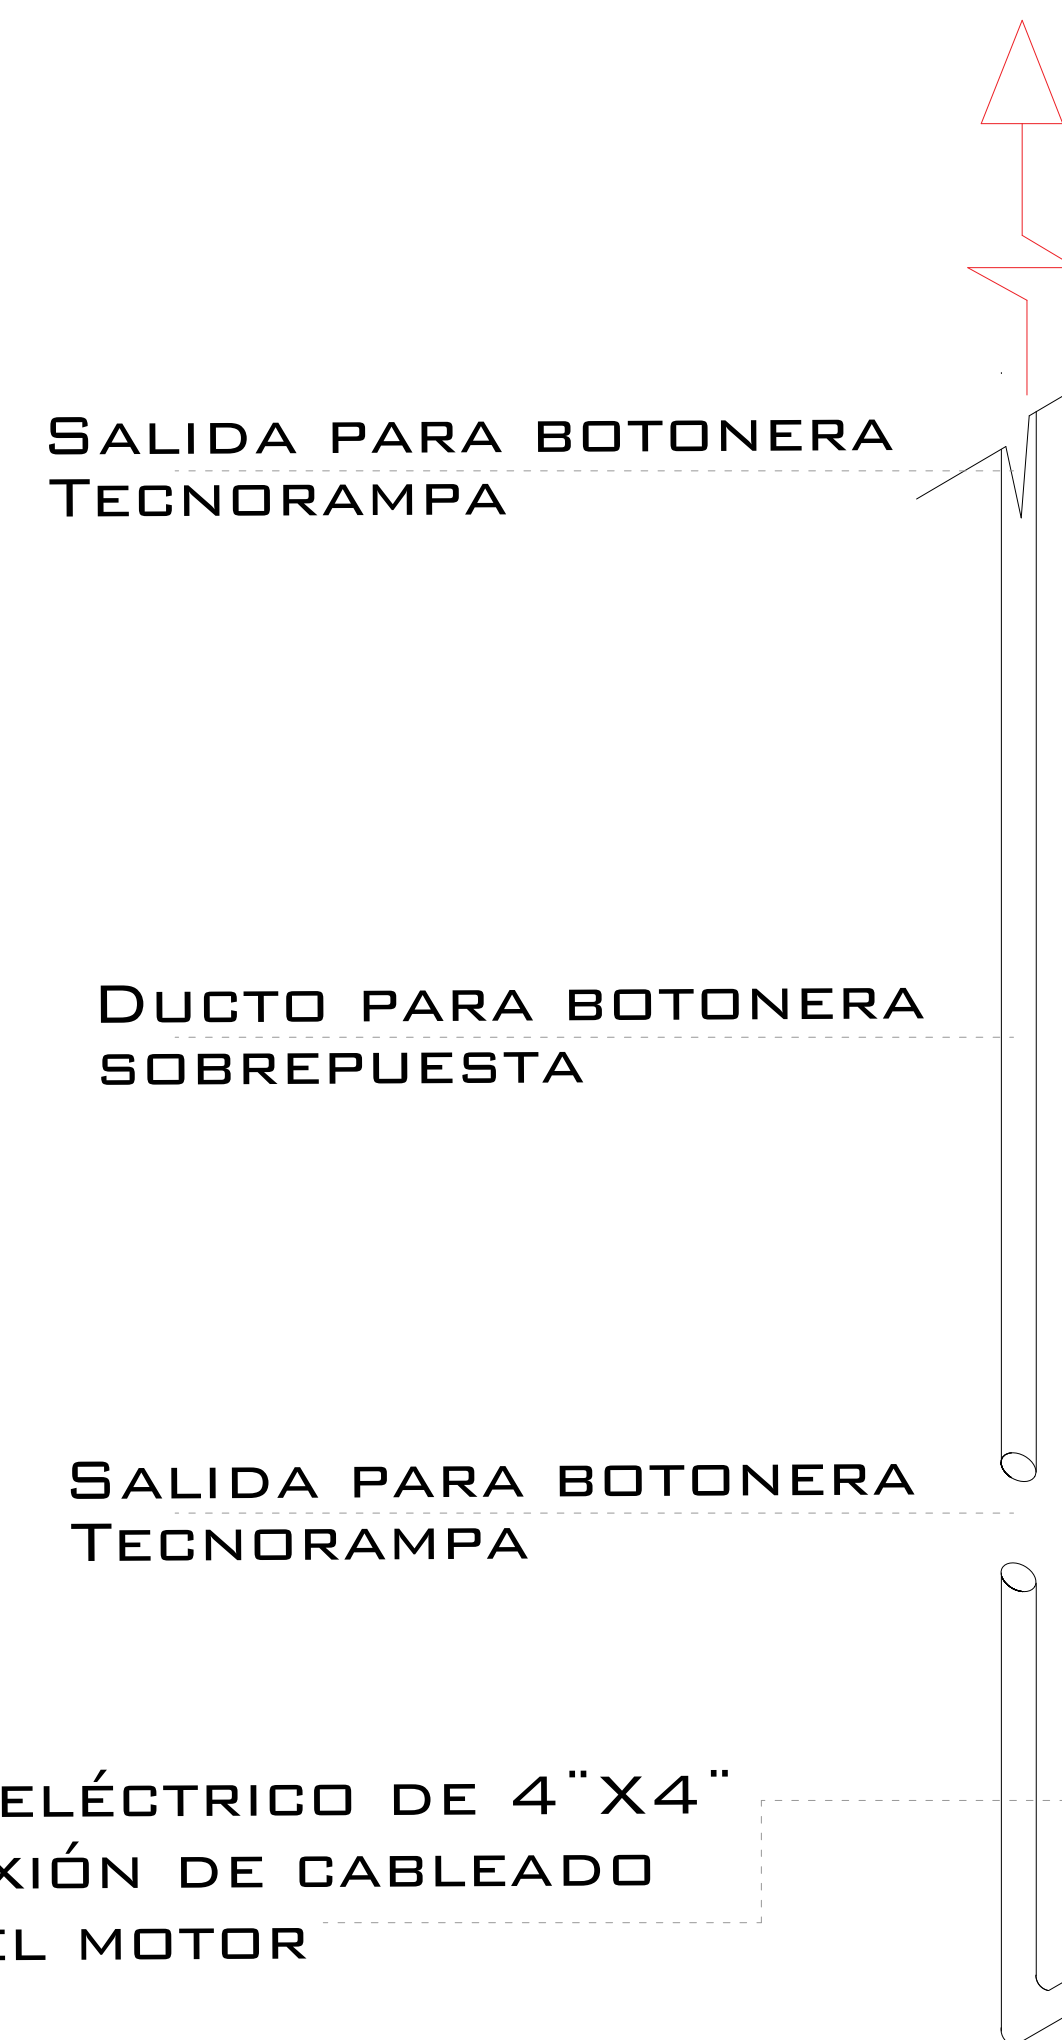 Salida para botonera
Tecnorampa
Ducto para botonera
sobrepuesta
Salida para botonera
Tecnorampa
eléctrico de 4¨x4¨
xión de cableado
el motor